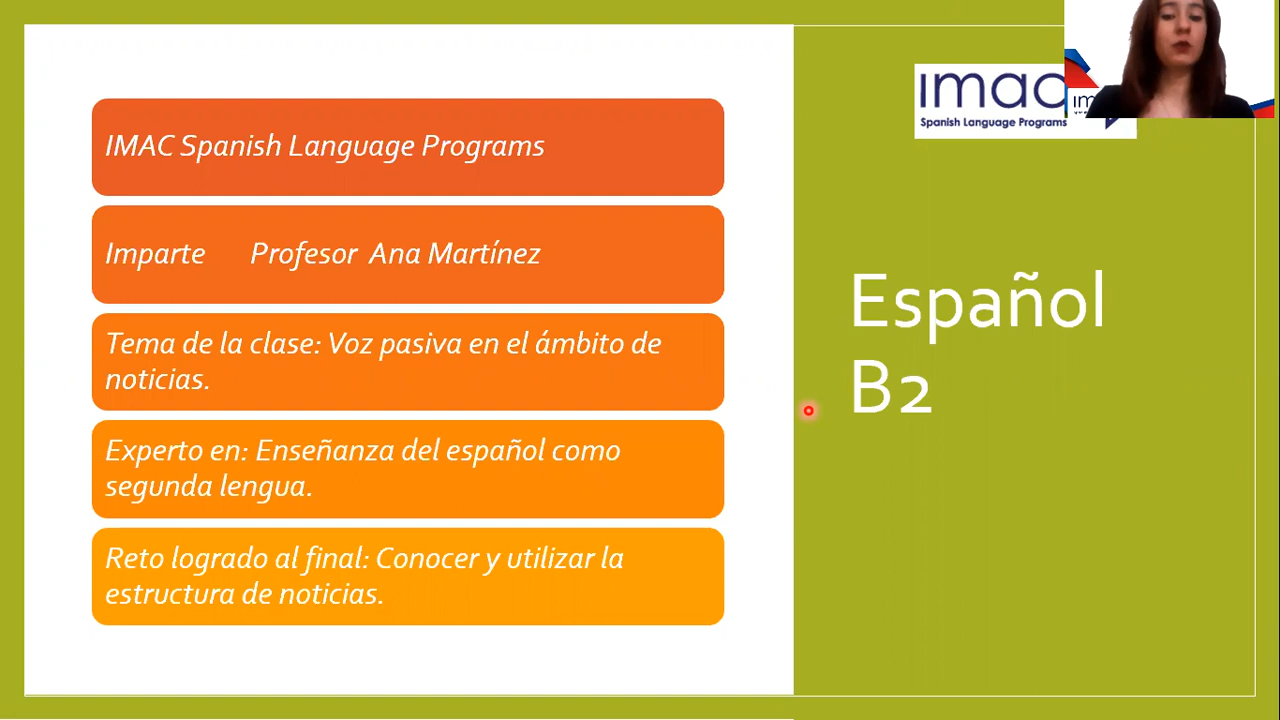 IMAC Spanish Language Programs
Imparte Profesor Ana Martínez
Tema de la clase: Voz pasiva en el ámbito de
noticias.
Experto en: Enseñanza del español como
segunda lengua.
Reto logrado al final: Conocer y utilizar la
estructura de noticias.
imac
Spanish Language Programs
Español
B2